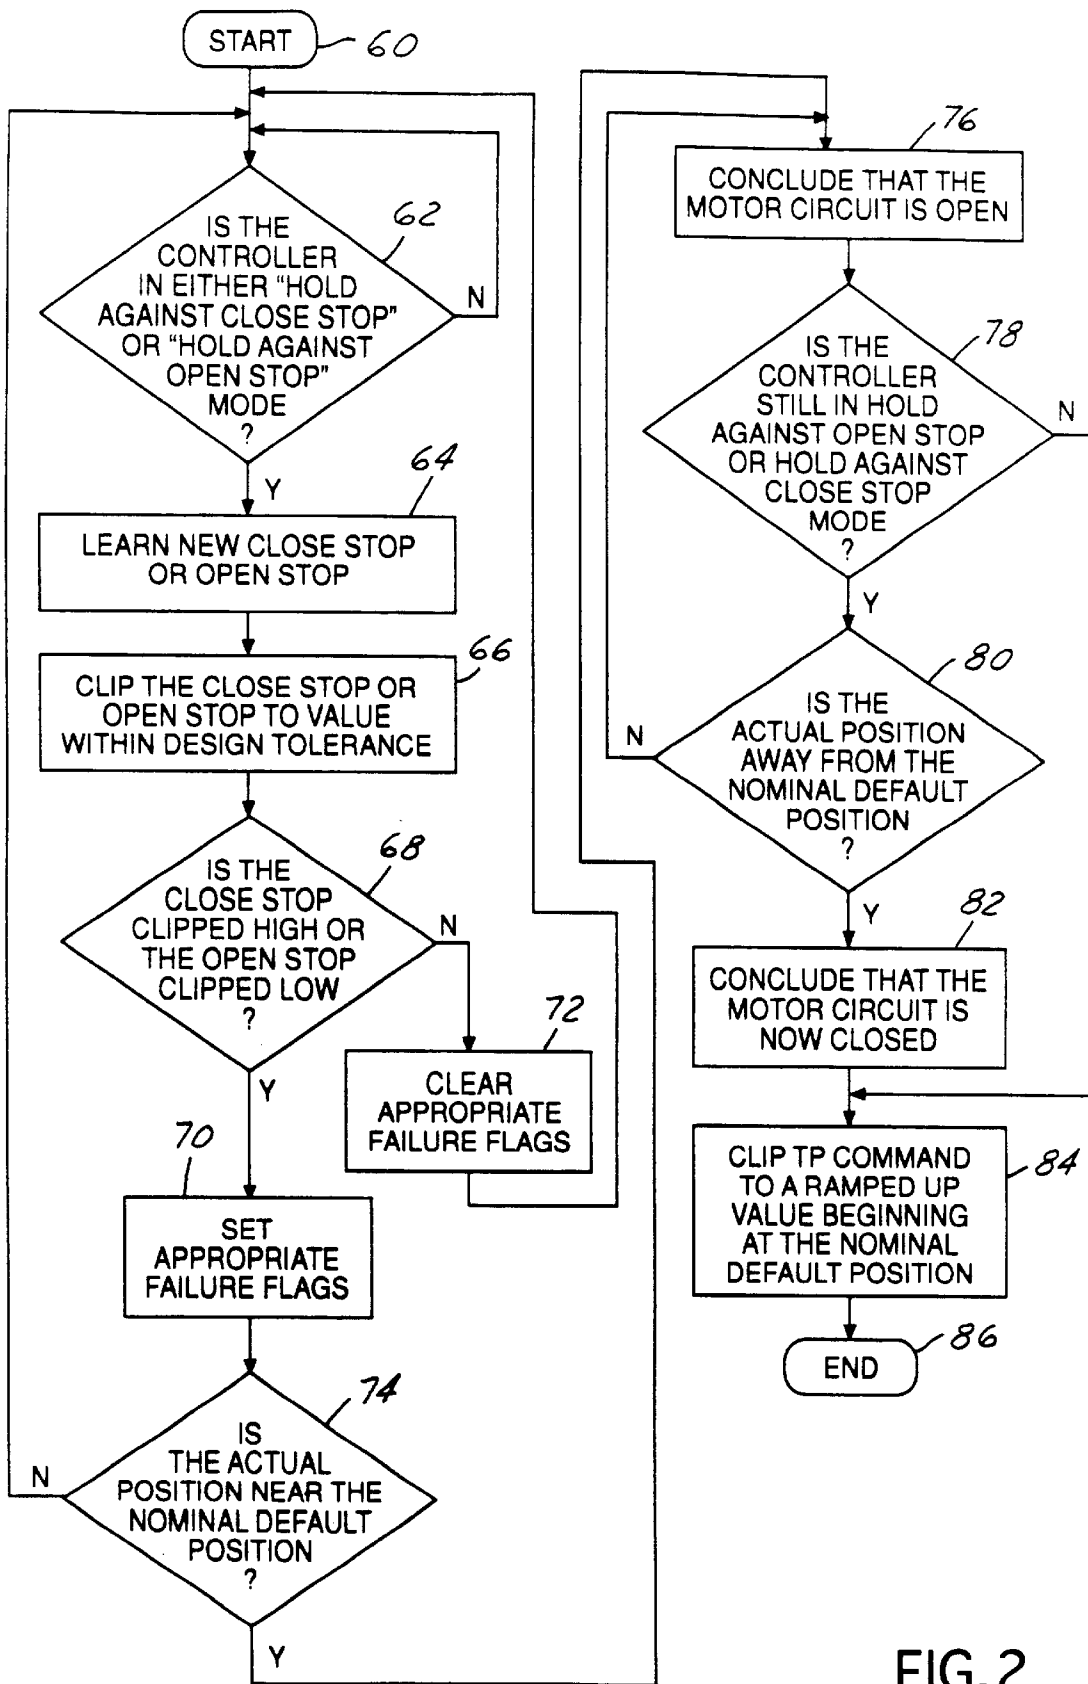 START
60
IS THE
CONTROLLER
IN EITHER “HOLD
AGAINST CLOSE STOP”
OR “HOLD AGAINST
OPEN STOP”
MODE
?
62
N
Y
64
LEARN NEW CLOSE STOP
OR OPEN STOP
66
CLIP THE CLOSE STOP OR
OPEN STOP TO VALUE
WITHIN DESIGN TOLERANCE
68
IS THE
CLOSE STOP
CLIPPED HIGH OR
THE OPEN STOP
CLIPPED LOW
?
N
Y
72
CLEAR
APPROPRIATE
FAILURE FLAGS
70
SET
APPROPRIATE
FAILURE FLAGS
74
IS
THE ACTUAL
POSITION NEAR THE
NOMINAL DEFAULT
POSITION
?
N
Y
76
CONCLUDE THAT THE
MOTOR CIRCUIT IS OPEN
78
IS THE
CONTROLLER
STILL IN HOLD
AGAINST OPEN STOP
OR HOLD AGAINST
CLOSE STOP
MODE
?
N
Y
80
IS THE
ACTUAL POSITION
AWAY FROM THE
NOMINAL DEFAULT
POSITION
?
N
Y
82
CONCLUDE THAT THE
MOTOR CIRCUIT IS
NOW CLOSED
84
CLIP TP COMMAND
TO A RAMPED UP
VALUE BEGINNING
AT THE NOMINAL
DEFAULT POSITION
END
86
FIG.2